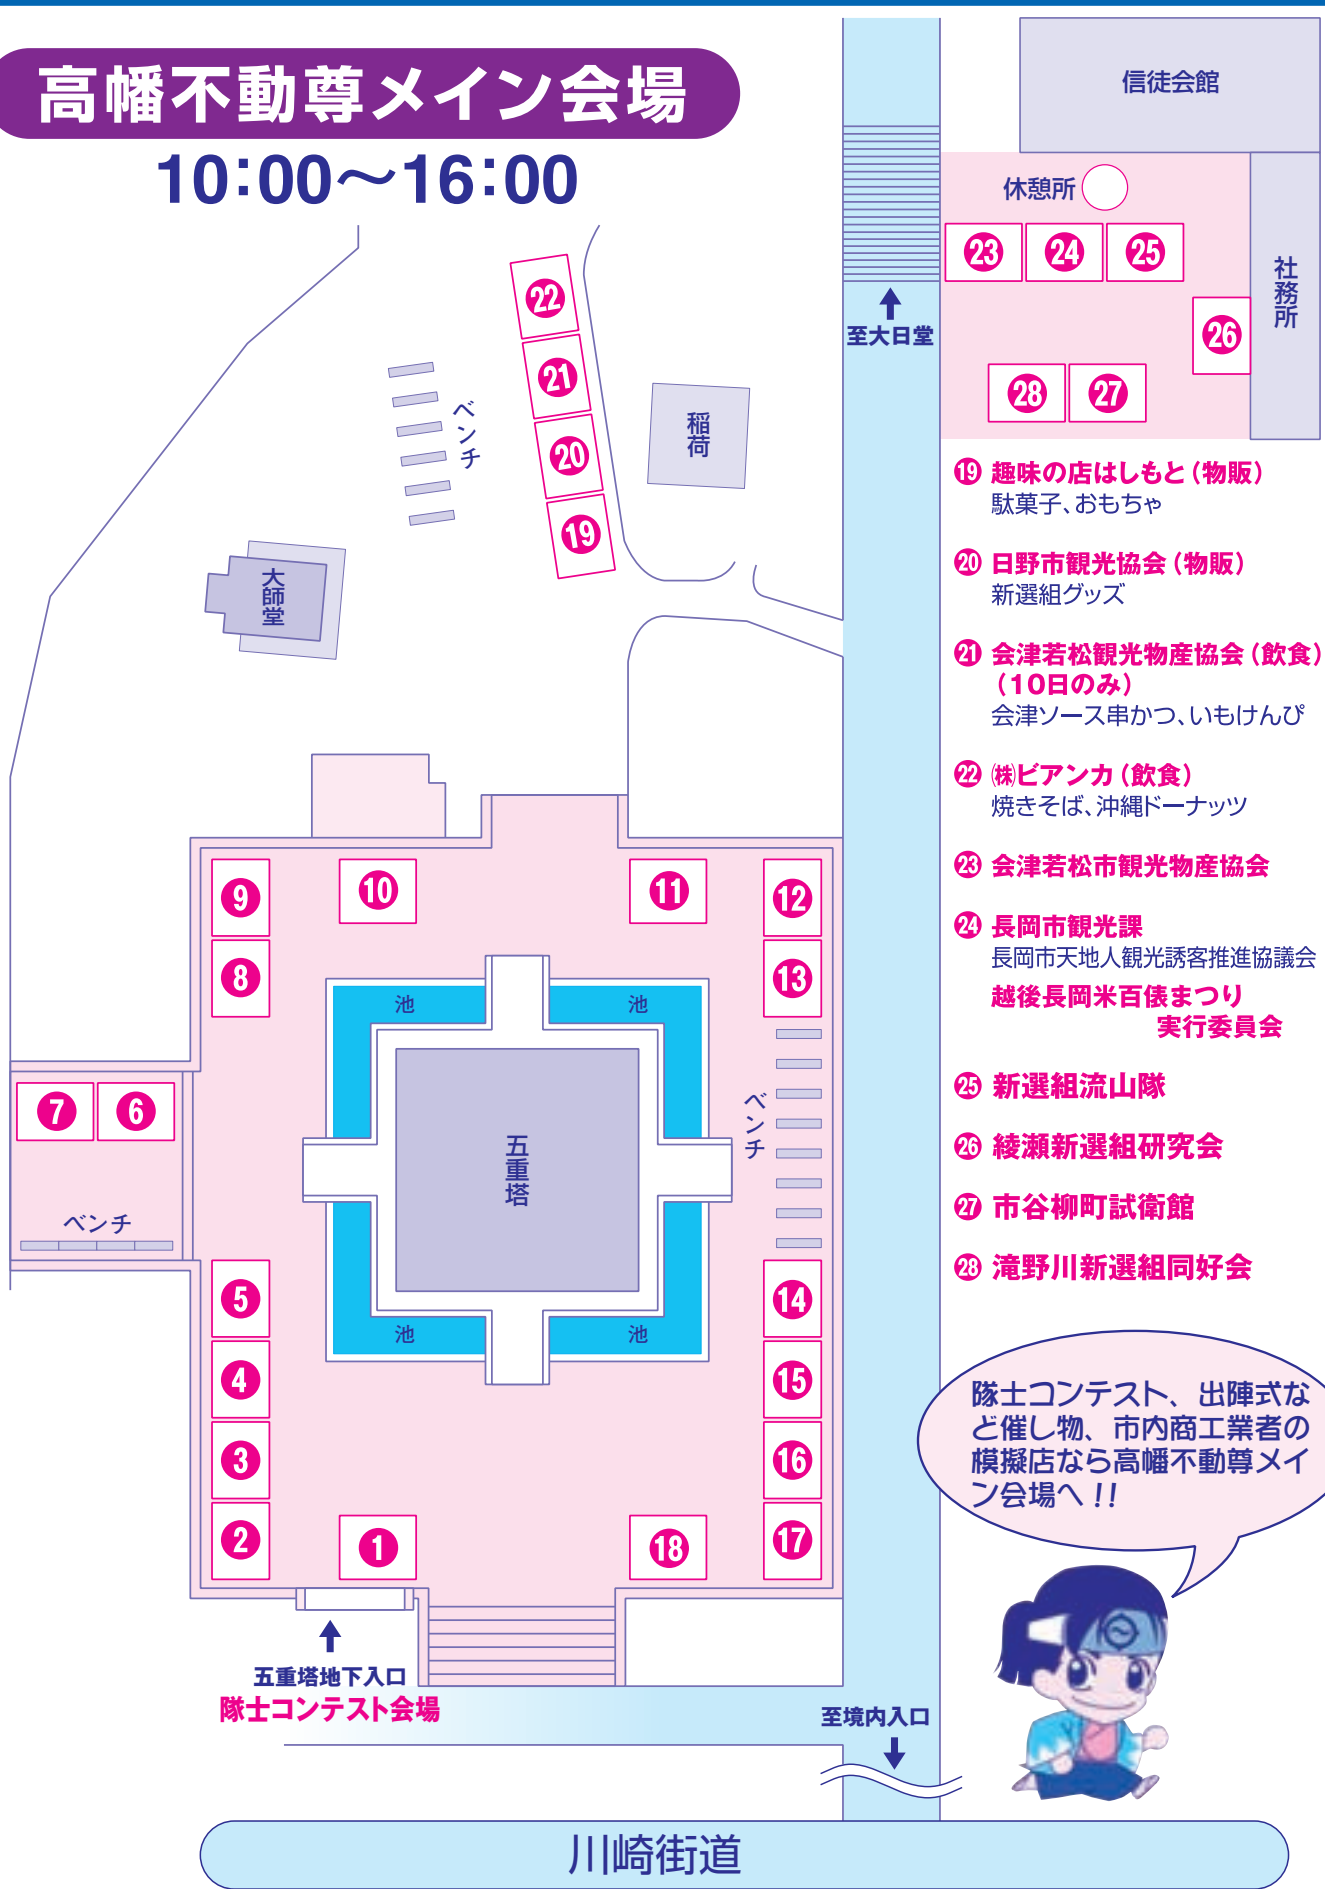 高幡不動尊メイン会場
10:00～16:00
信徒会館
休憩所
社務所
23
24
25
26
28
27
至大日堂
22
21
20
19
ベンチ
稲荷
大師堂
19 趣味の店はしもと（物販）
駄菓子、おもちゃ
20 日野市観光協会（物販）
新選組グッズ
21 会津若松観光物産協会（飲食）
（10日のみ）
会津ソース串かつ、いもけんぴ
22 ㈱ビアンカ（飲食）
焼きそば、沖縄ドーナッツ
23 会津若松市観光物産協会
24 長岡市観光課
長岡市天地人観光誘客推進協議会
越後長岡米百俵まつり
実行委員会
25 新選組流山隊
26 綾瀬新選組研究会
27 市谷柳町試衛館
28 滝野川新選組同好会
9
10
11
12
8
13
池
池
7
6
五重塔
ベンチ
ベンチ
5
14
池
池
4
15
3
16
2
1
18
17
五重塔地下入口
隊士コンテスト会場
至境内入口
隊士コンテスト、出陣式な
ど催し物、市内商工業者の
模擬店なら高幡不動尊メイ
ン会場へ!!
川崎街道